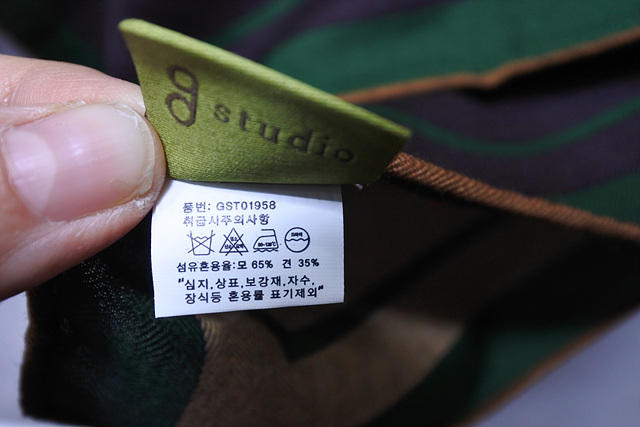 g studio
품번: GST01958
취급시주의사항
80~120℃
섬유혼용율:모 65% 견 35%
"심지,상표,보강재,자수,
장식등 혼용률 표기제외"